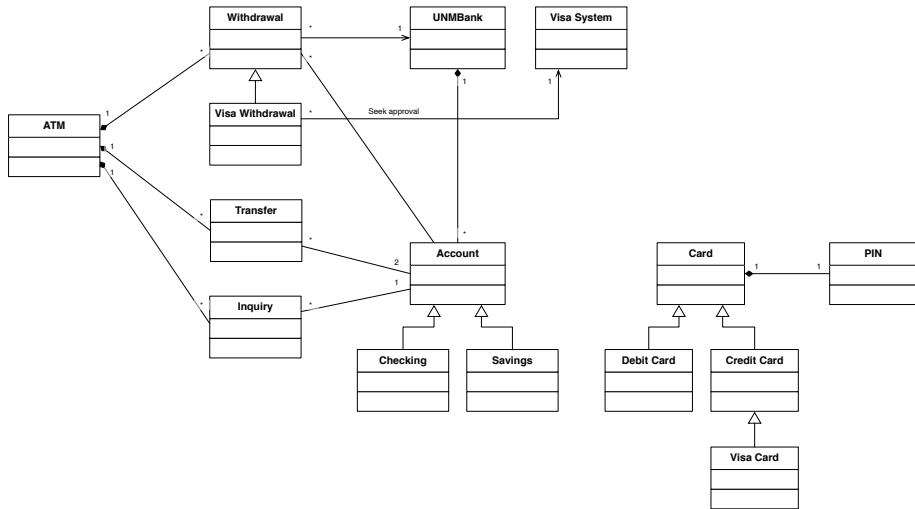 Withdrawal
UNMBank
Visa System
*
1
*
*
1
1
Visa Withdrawal
*
Seek approval
1
ATM
1
1
1
Transfer
*
*
*
Account
2
1
Card
1
1
PIN
Inquiry
*
*
Checking
Savings
Debit Card
Credit Card
Visa Card